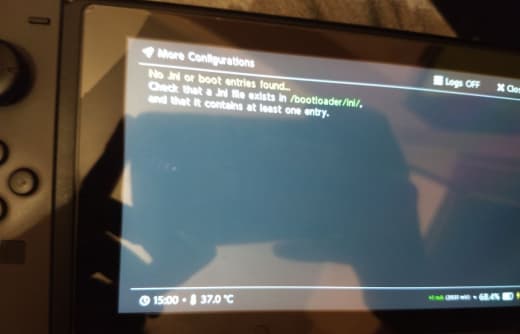 More Configurations
Logs OFF
No .ini or boot entries found...
Check that a .ini file exists in /bootloader/ini/,
and that it contains at least one entry.
15:00 • 37.0 °C
68.4%